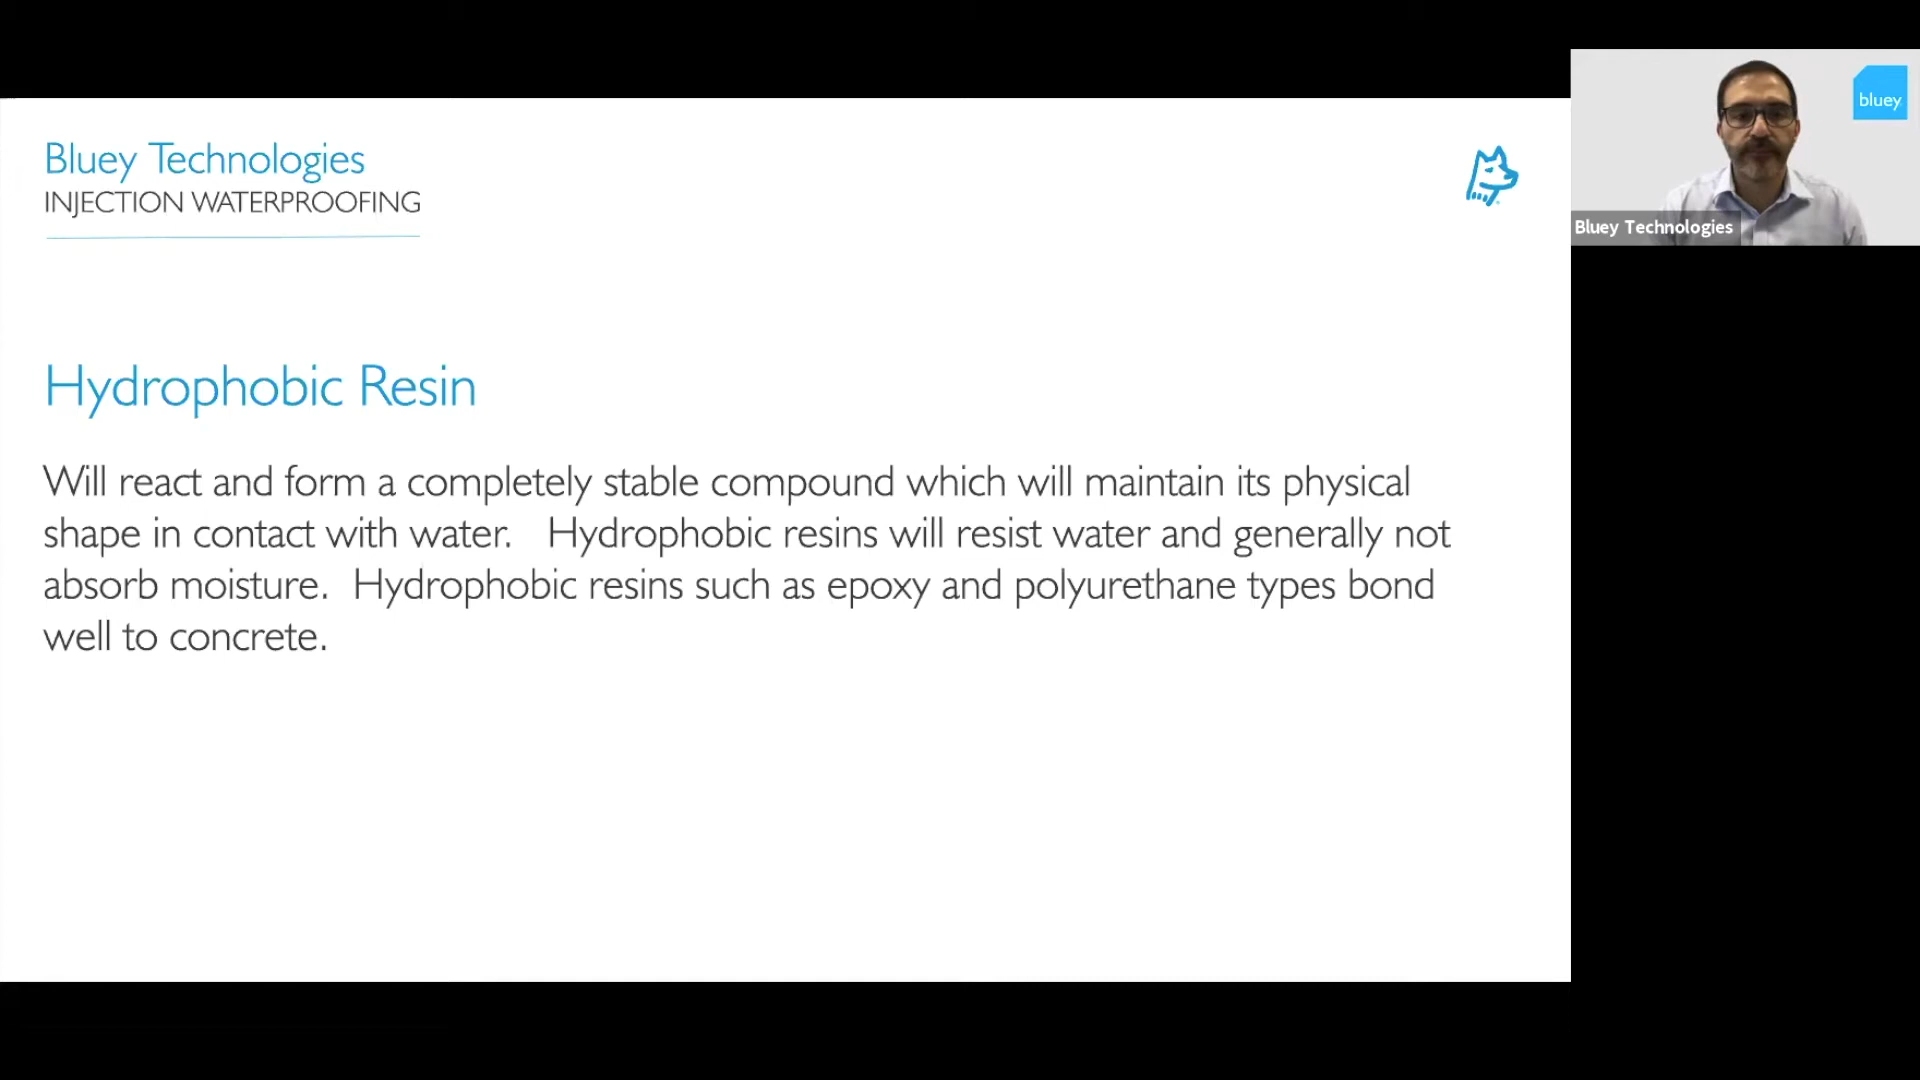 Bluey Technologies
INJECTION WATERPROOFING
bluey
Bluey Technologies
Hydrophobic Resin
Will react and form a completely stable compound which will maintain its physical
shape in contact with water. Hydrophobic resins will resist water and generally not
absorb moisture. Hydrophobic resins such as epoxy and polyurethane types bond
well to concrete.